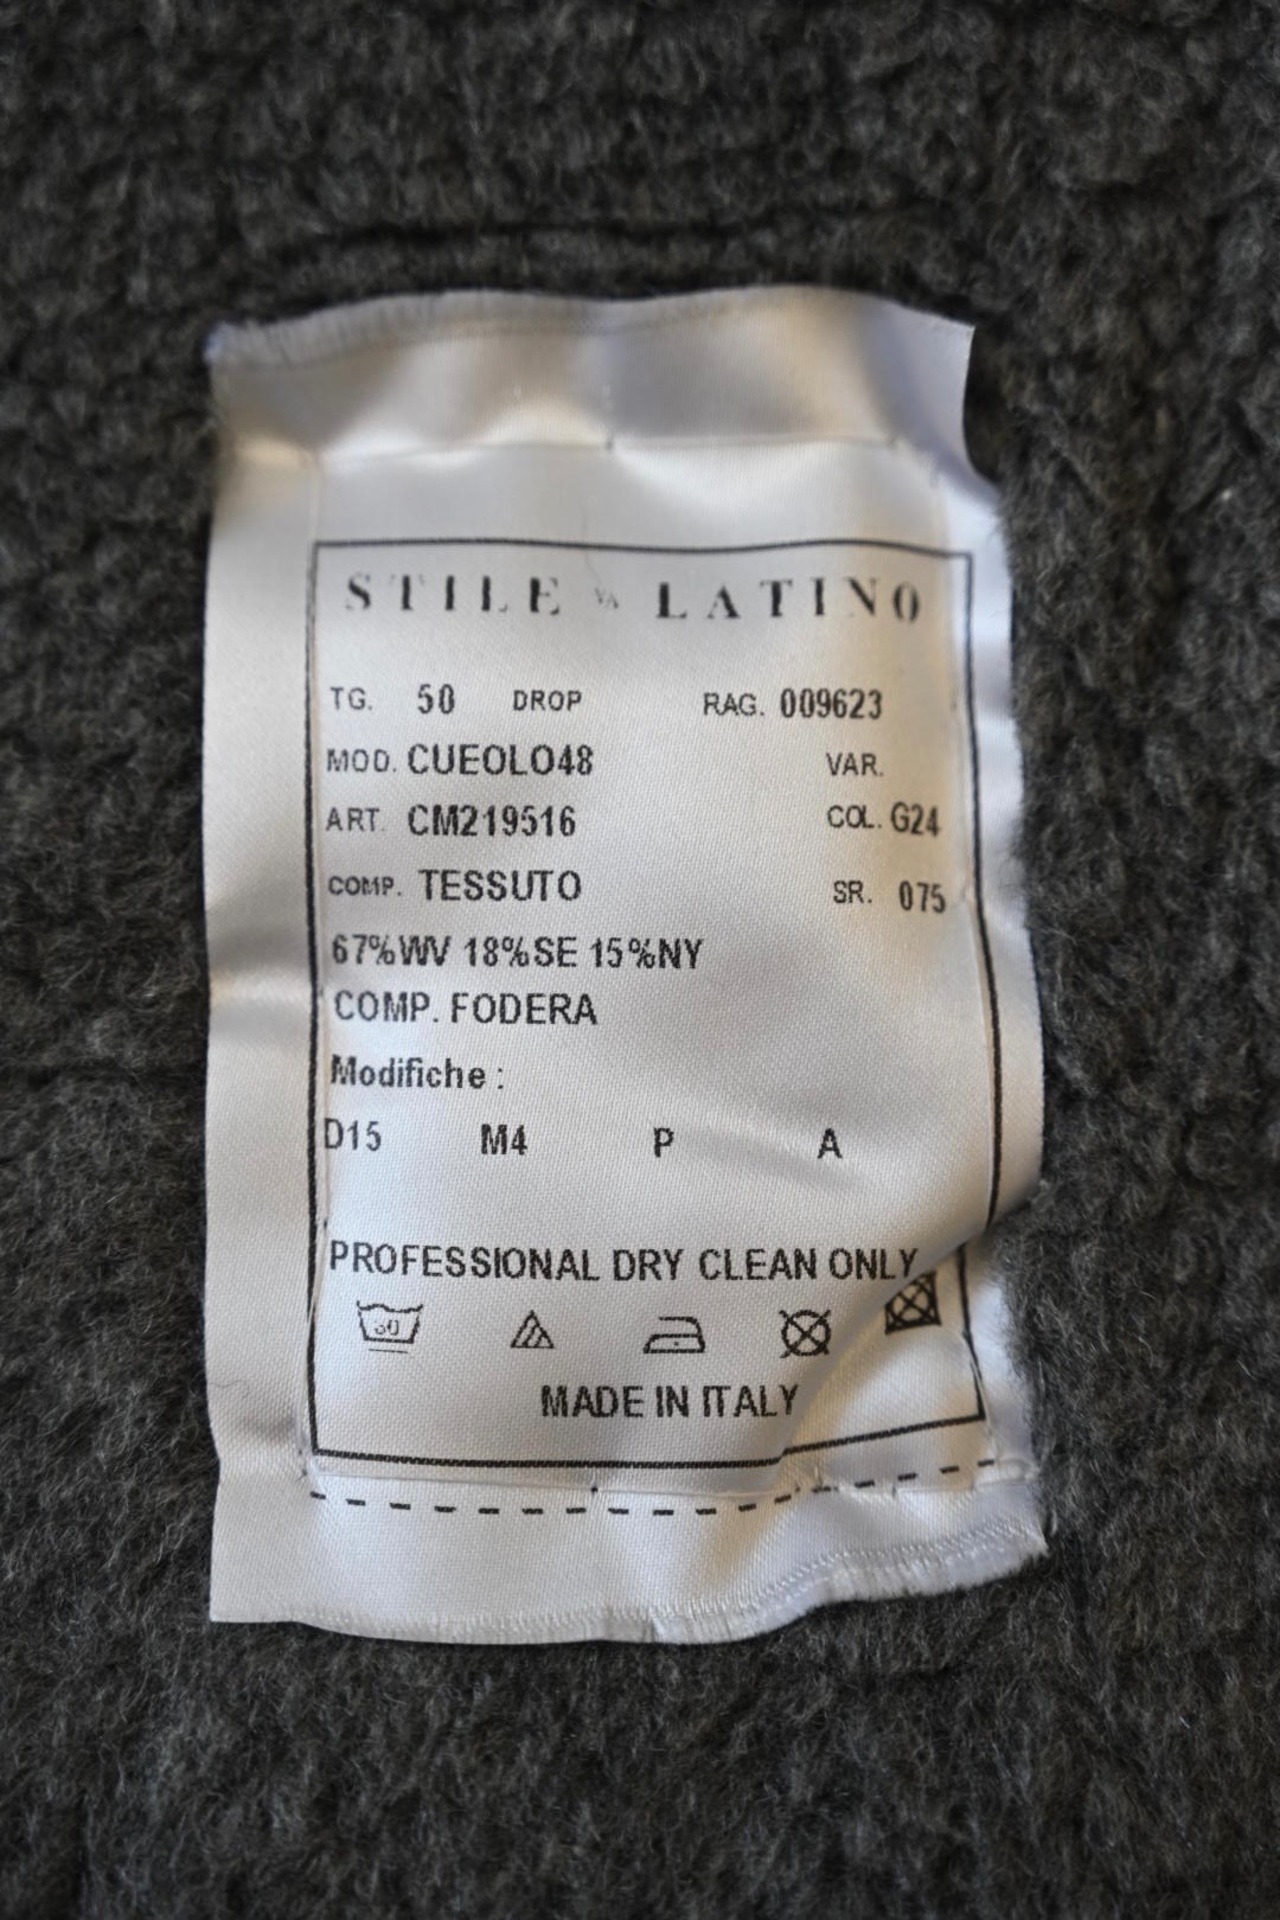 STILE VA LATINO
TG. 50 DROP RAG. 009623
MOD. CUEOLO48 VAR.
ART. CM219516 COL. G24
COMP. TESSUTO SR. 075
67%WV 18%SE 15%NY
COMP. FODERA
Modifiche :
D15 M4 P A
PROFESSIONAL DRY CLEAN ONLY
30
MADE IN ITALY